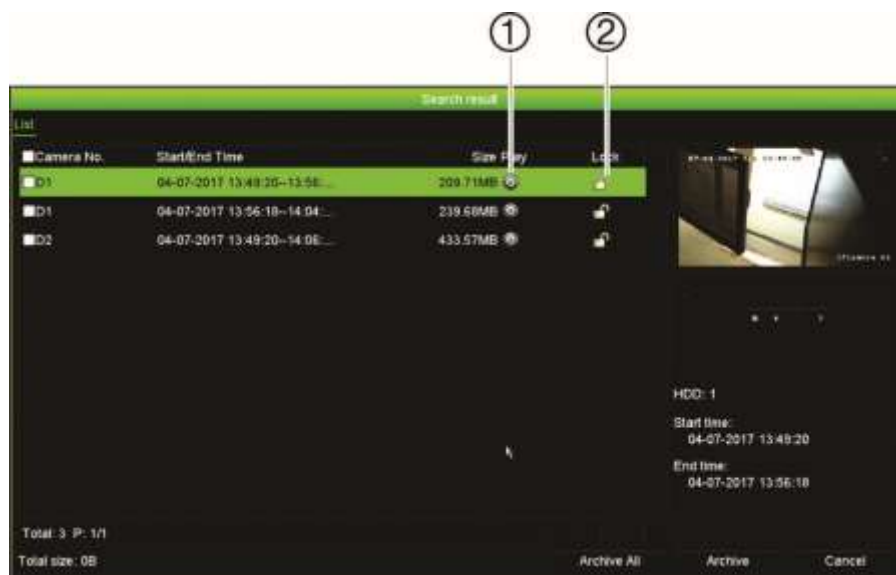 ① ②
Search result
List
Camera No. Start/End Time Size Play Lock
D1 04-07-2017 13:49:20--13:56:... 209.71MB
D1 04-07-2017 13:56:18--14:04:... 239.68MB
D2 04-07-2017 13:49:20--14:06:... 433.57MB
HDD: 1
Start time:
04-07-2017 13:49:20
End time:
04-07-2017 13:56:18
Total: 3 P: 1/1
Total size: 0B
Archive All Archive Cancel